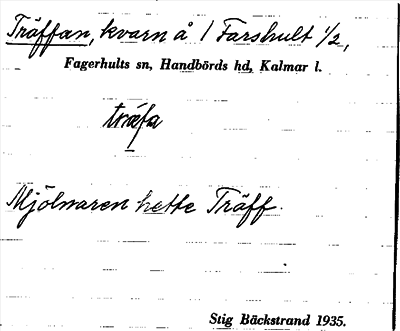 Träffan, kvarn å 1 Farshult 1/2,
Fagerhults sn, Handbörds hd, Kalmar l.
träfa
Mjölnaren hette Träff.
Stig Bäckstrand 1935.